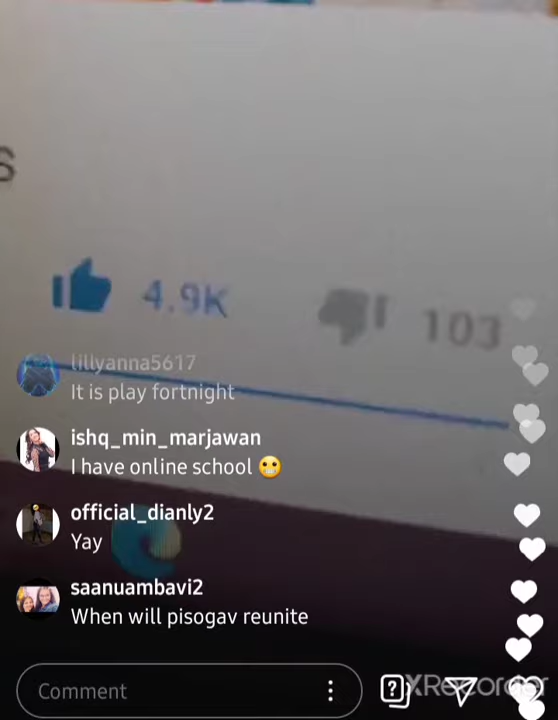 s
4.9K 103
lillyanna5617
It is play fortnight
ishq_min_marjawan
I have online school 😬
official_dianly2
Yay
saanuambavi2
When will pisogav reunite
Comment
XRecorder